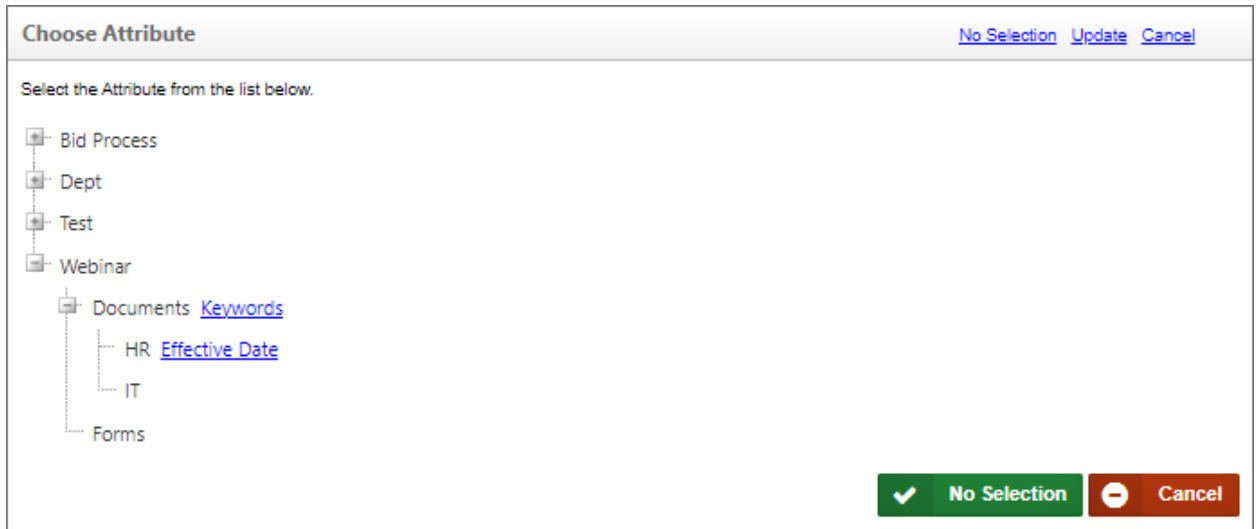 Choose Attribute No Selection Update Cancel
Select the Attribute from the list below.
Bid Process
Dept
Test
Webinar
Documents Keywords
HR Effective Date
IT
Forms
No Selection Cancel